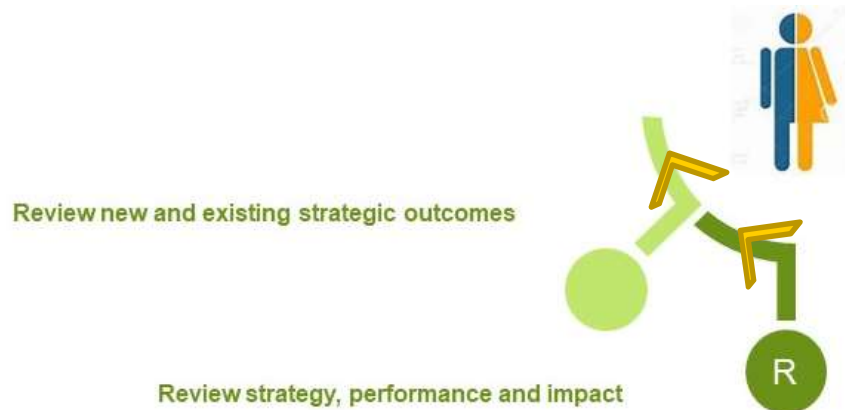 Review new and existing strategic outcomes
R
Review strategy, performance and impact